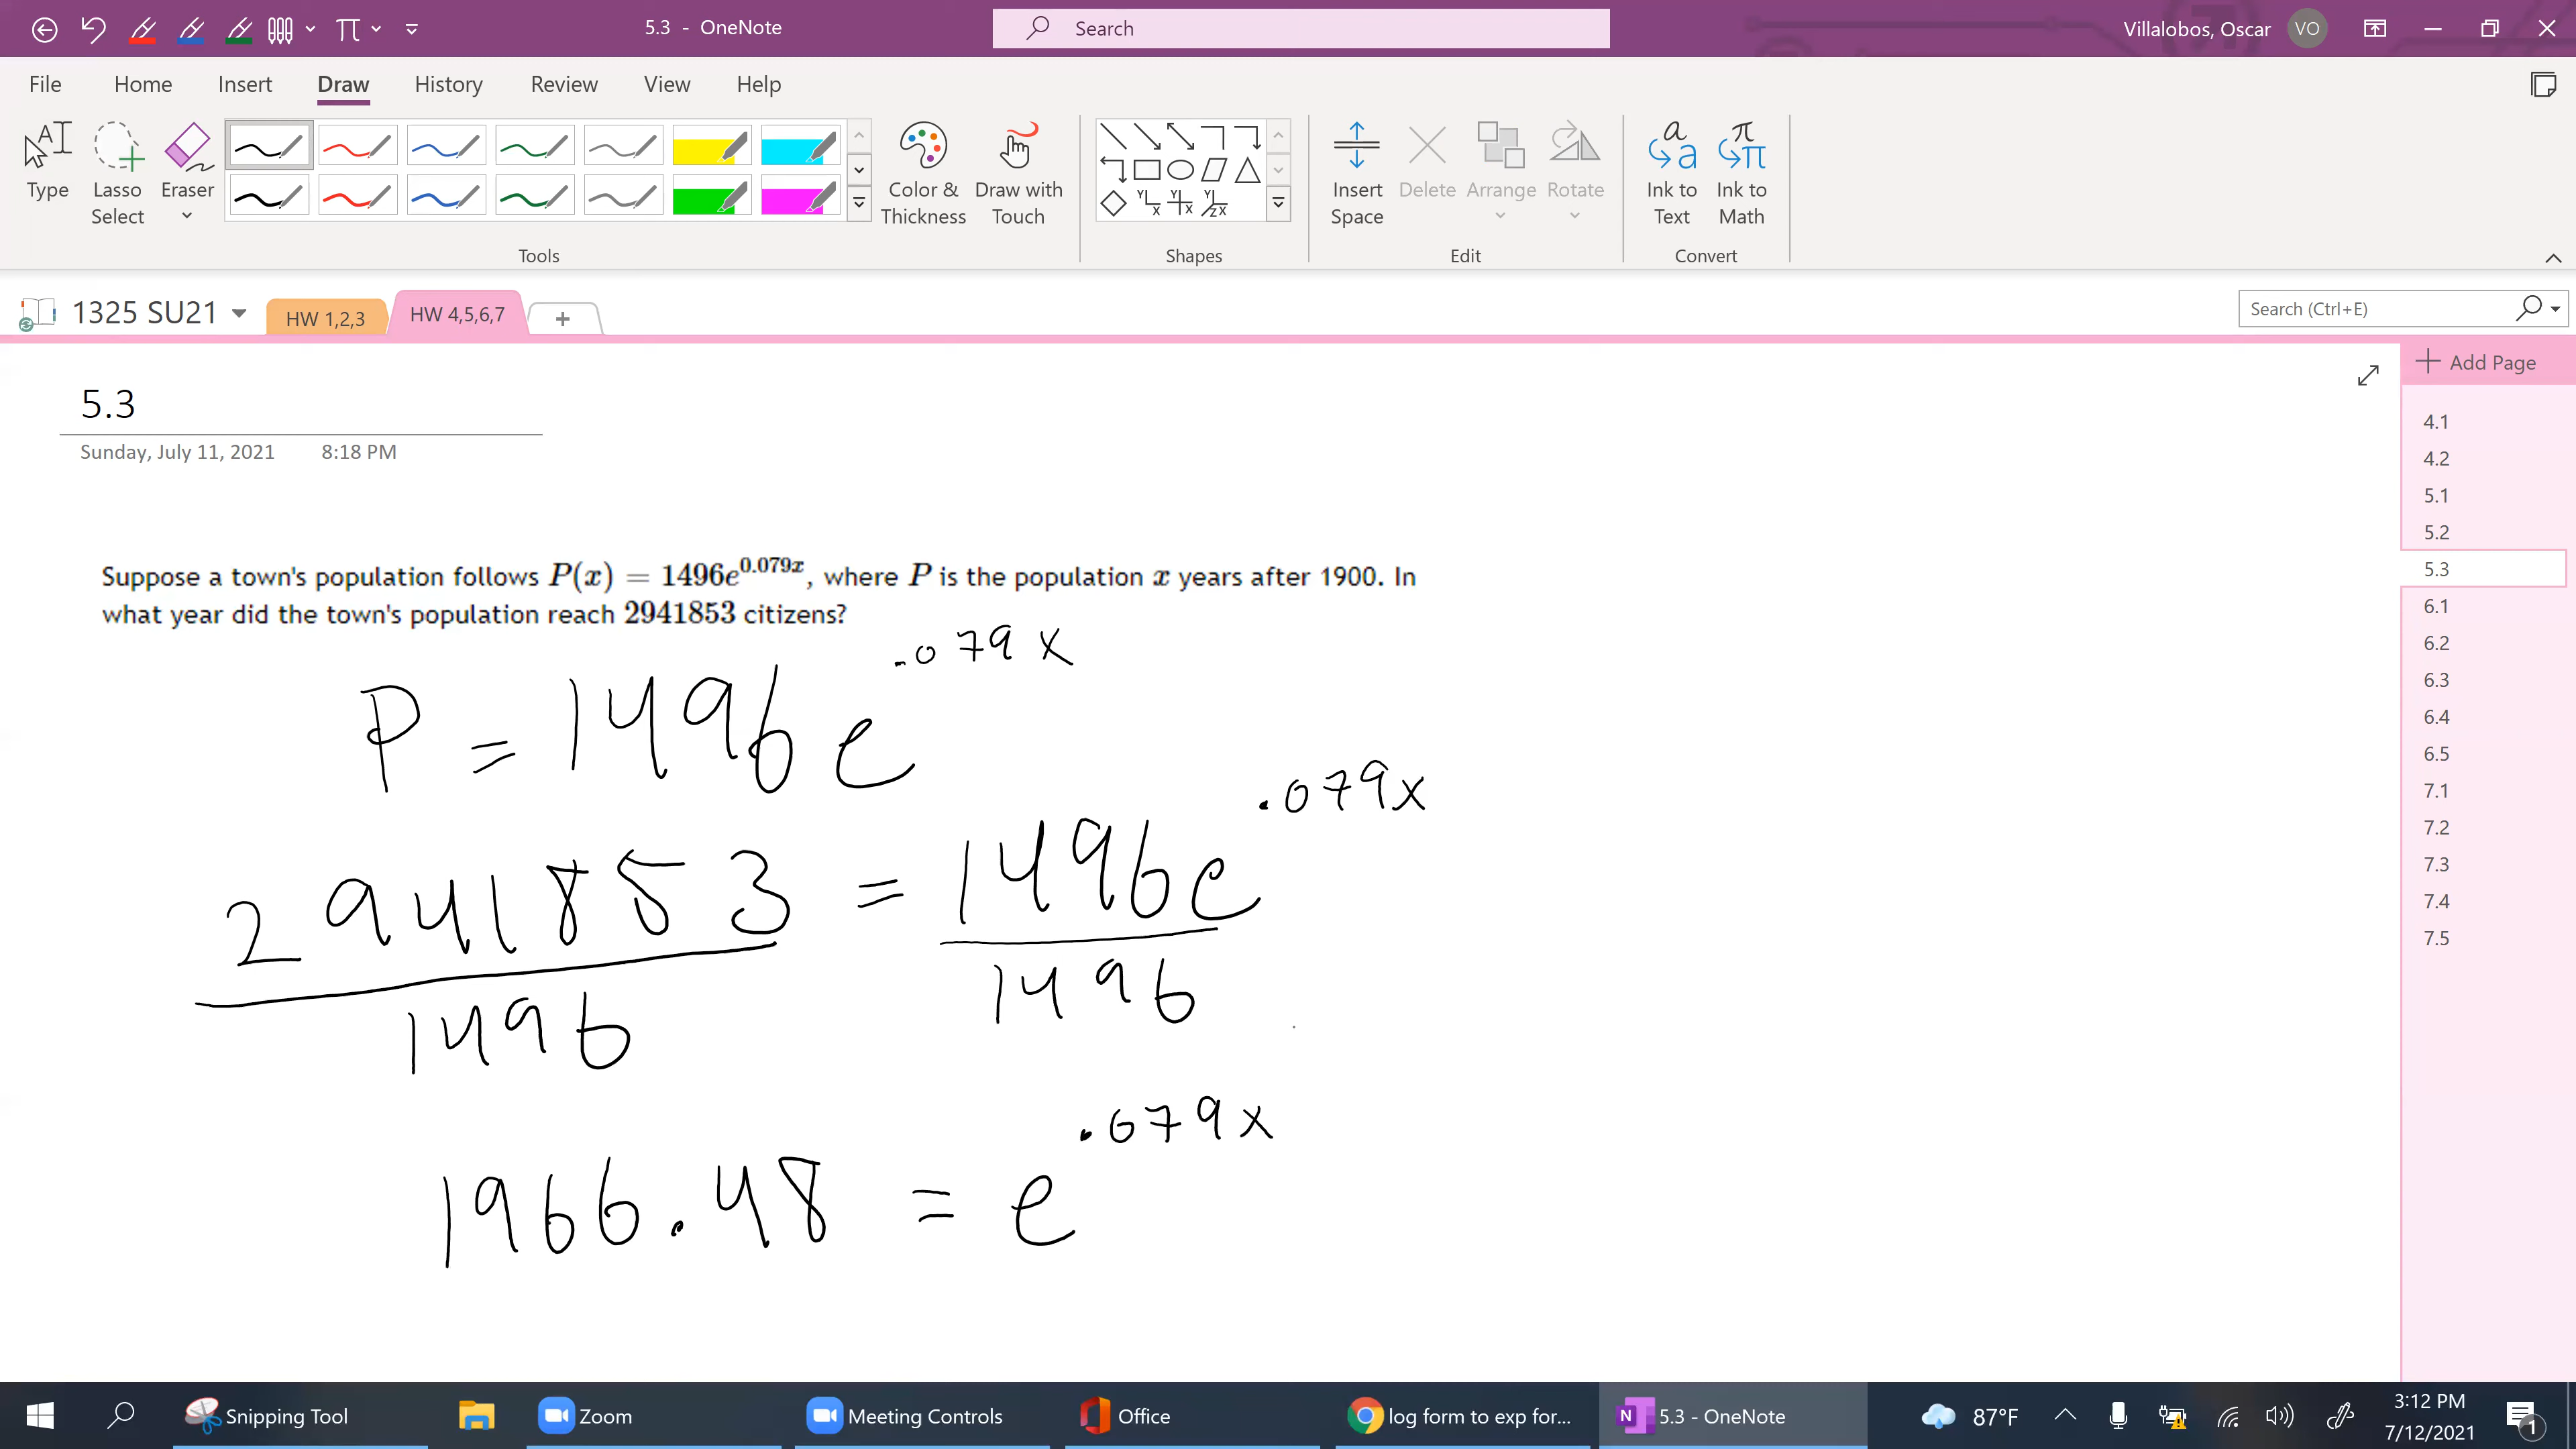 5.3 - OneNote
Search
Villalobos, Oscar
VO
File Home Insert Draw History Review View Help
Type
Lasso Select
Eraser
Color & Thickness
Draw with Touch
Insert Space
Delete
Arrange
Rotate
Ink to Text
Ink to Math
Tools
Shapes
Edit
Convert
1325 SU21
HW 1,2,3
HW 4,5,6,7
Search (Ctrl+E)
Add Page
5.3
Sunday, July 11, 2021 8:18 PM
Suppose a town's population follows P(x) = 1496e^{0.079x}, where P is the population x years after 1900. In
what year did the town's population reach 2941853 citizens?
P = 1496e^{.079x}
2941853 = 1496e^{.079x}
1496 1496
1966.48 = e^{.079x}
4.1
4.2
5.1
5.2
5.3
6.1
6.2
6.3
6.4
6.5
7.1
7.2
7.3
7.4
7.5
Snipping Tool
Zoom
Meeting Controls
Office
log form to exp for...
5.3 - OneNote
87°F
3:12 PM
7/12/2021
1